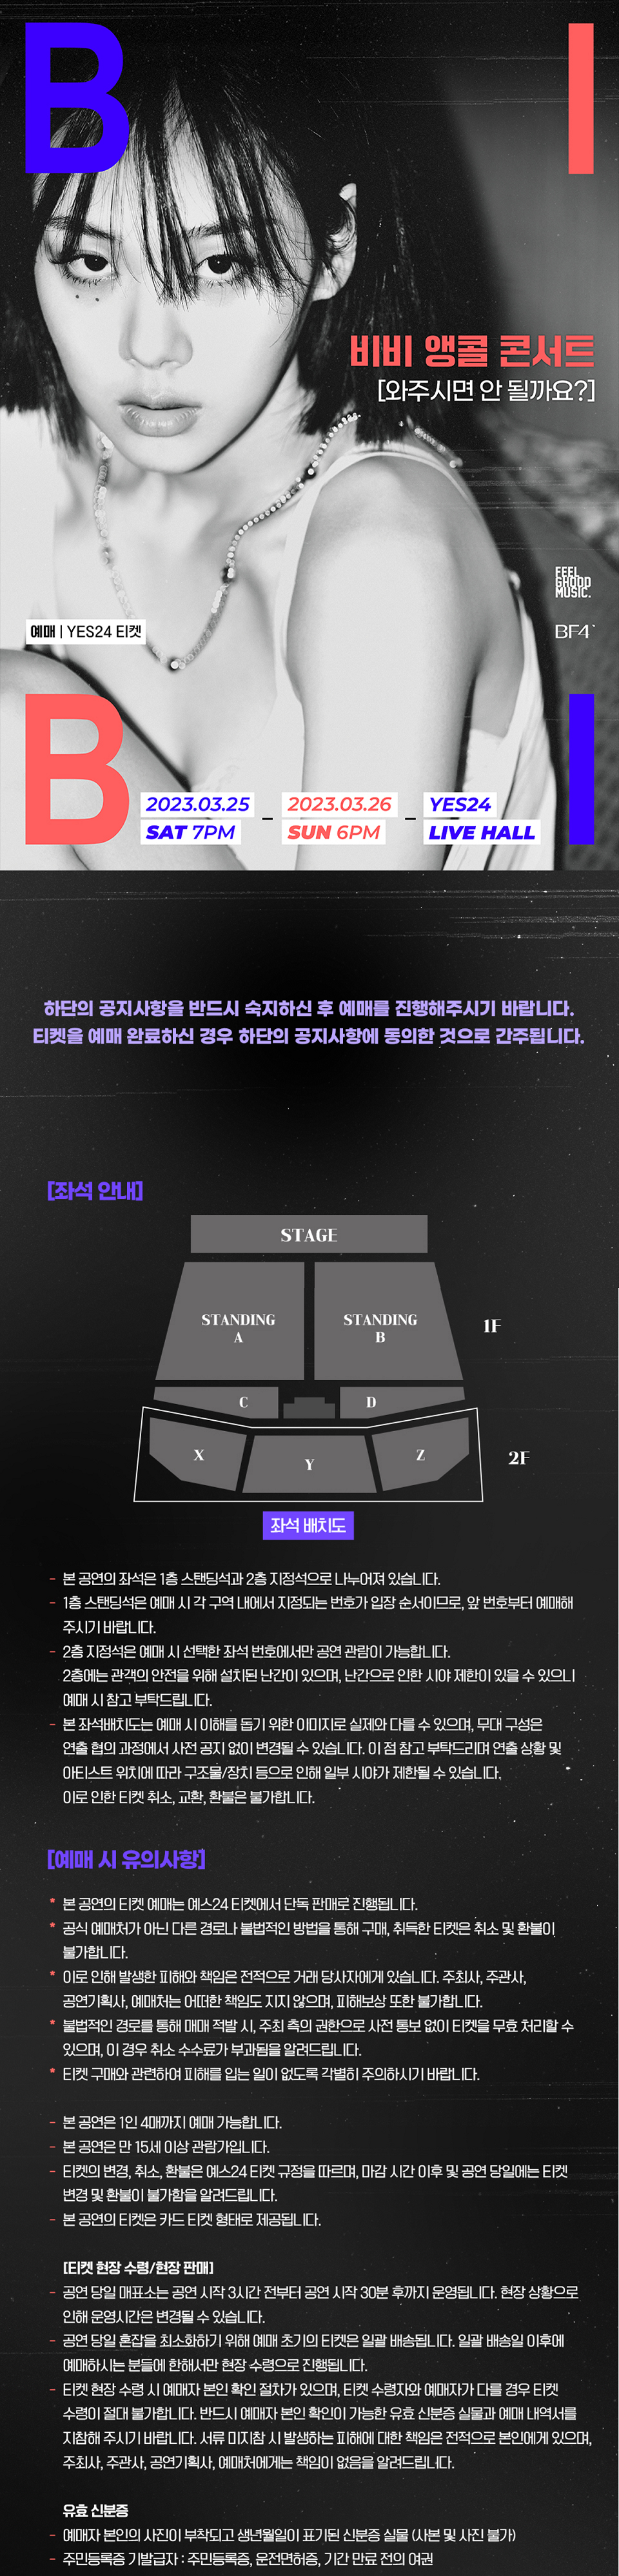 B I
비비 앵콜 콘서트
[와주시면 안 될까요?]
FEEL
GHOOD
MUSIC.
예매 | YES24 티켓
BF4
B I
2023.03.25
SAT 7PM
2023.03.26
SUN 6PM
YES24
LIVE HALL
하단의 공지사항을 반드시 숙지하신 후 예매를 진행해주시기 바랍니다.
티켓을 예매 완료하신 경우 하단의 공지사항에 동의한 것으로 간주됩니다.
[좌석 안내]
STAGE
STANDING
A
STANDING
B
1F
C
D
X
Y
Z
2F
좌석 배치도
- 본 공연의 좌석은 1층 스탠딩석과 2층 지정석으로 나누어져 있습니다.
- 1층 스탠딩석은 예매 시 각 구역 내에서 지정되는 번호가 입장 순서이므로, 앞 번호부터 예매해
주시기 바랍니다.
- 2층 지정석은 예매 시 선택한 좌석 번호에서만 공연 관람이 가능합니다.
2층에는 관객의 안전을 위해 설치된 난간이 있으며, 난간으로 인한 시야 제한이 있을 수 있으니
예매 시 참고 부탁드립니다.
- 본 좌석배치도는 예매 시 이해를 돕기 위한 이미지로 실제와 다를 수 있으며, 무대 구성은
연출 협의 과정에서 사전 공지 없이 변경될 수 있습니다. 이 점 참고 부탁드리며 연출 상황 및
아티스트 위치에 따라 구조물/장치 등으로 인해 일부 시야가 제한될 수 있습니다.
이로 인한 티켓 취소, 교환, 환불은 불가합니다.
[예매 시 유의사항]
* 본 공연의 티켓 예매는 예스24 티켓에서 단독 판매로 진행됩니다.
* 공식 예매처가 아닌 다른 경로나 불법적인 방법을 통해 구매, 취득한 티켓은 취소 및 환불이
불가합니다.
* 이로 인해 발생한 피해와 책임은 전적으로 거래 당사자에게 있습니다. 주최사, 주관사,
공연기획사, 예매처는 어떠한 책임도 지지 않으며, 피해보상 또한 불가합니다.
* 불법적인 경로를 통해 매매 적발 시, 주최 측의 권한으로 사전 통보 없이 티켓을 무효 처리할 수
있으며, 이 경우 취소 수수료가 부과됨을 알려드립니다.
* 티켓 구매와 관련하여 피해를 입는 일이 없도록 각별히 주의하시기 바랍니다.
- 본 공연은 1인 4매까지 예매 가능합니다.
- 본 공연은 만 15세 이상 관람가입니다.
- 티켓의 변경, 취소, 환불은 예스24 티켓 규정을 따르며, 마감 시간 이후 및 공연 당일에는 티켓
변경 및 환불이 불가함을 알려드립니다.
- 본 공연의 티켓은 카드 티켓 형태로 제공됩니다.
[티켓 현장 수령/현장 판매]
- 공연 당일 매표소는 공연 시작 3시간 전부터 공연 시작 30분 후까지 운영됩니다. 현장 상황으로
인해 운영시간은 변경될 수 있습니다.
- 공연 당일 혼잡을 최소화하기 위해 예매 초기의 티켓은 일괄 배송됩니다. 일괄 배송일 이후에
예매하시는 분들에 한해서만 현장 수령으로 진행됩니다.
- 티켓 현장 수령 시 예매자 본인 확인 절차가 있으며, 티켓 수령자와 예매자가 다를 경우 티켓
수령이 절대 불가합니다. 반드시 예매자 본인 확인이 가능한 유효 신분증 실물과 예매 내역서를
지참해 주시기 바랍니다. 서류 미지참 시 발생하는 피해에 대한 책임은 전적으로 본인에게 있으며,
주최사, 주관사, 공연기획사, 예매처에게는 책임이 없음을 알려드립니다.
유효 신분증
- 예매자 본인의 사진이 부착되고 생년월일이 표기된 신분증 실물 (사본 및 사진 불가)
- 주민등록증 기발급자 : 주민등록증, 운전면허증, 기간 만료 전의 여권